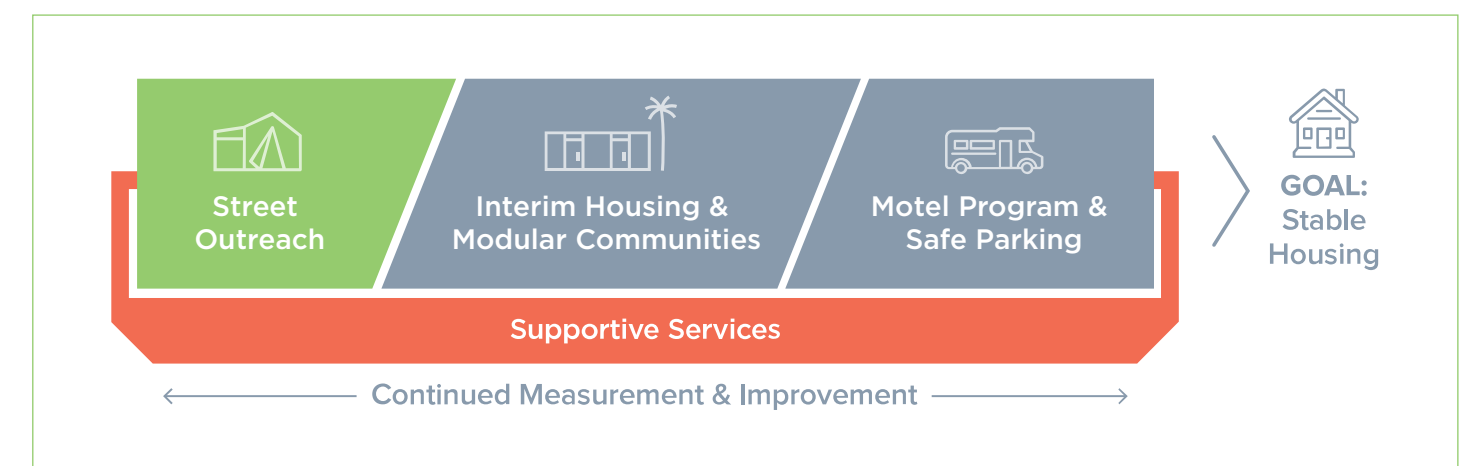 Street
Outreach
Interim Housing &
Modular Communities
Motel Program &
Safe Parking
GOAL:
Stable
Housing
Supportive Services
Continued Measurement & Improvement